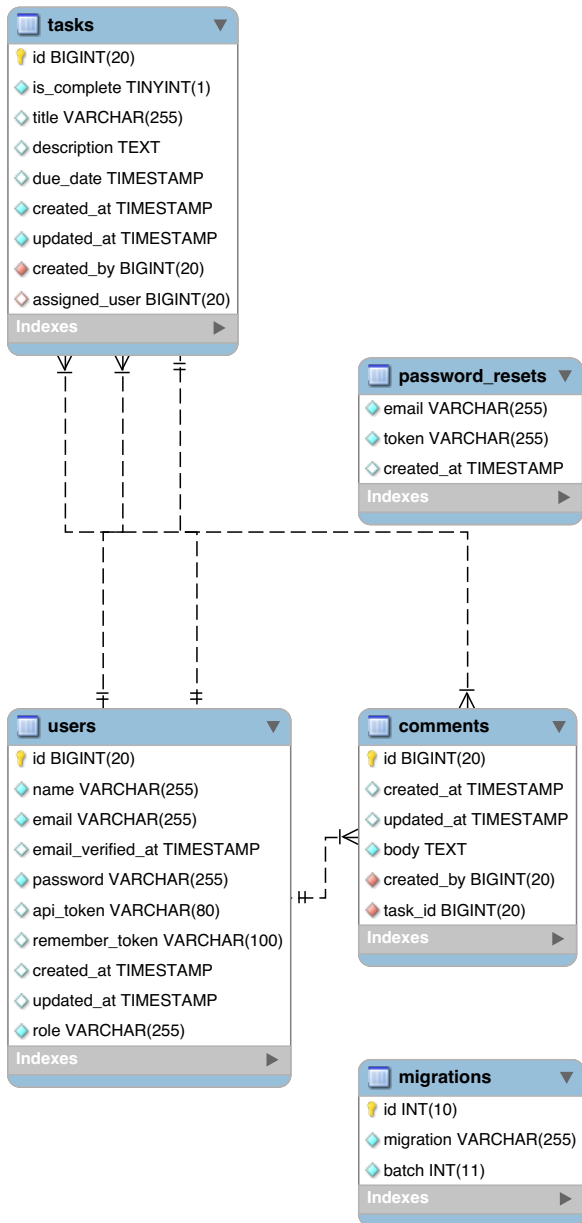 tasks
id BIGINT(20)
is_complete TINYINT(1)
title VARCHAR(255)
description TEXT
due_date TIMESTAMP
created_at TIMESTAMP
updated_at TIMESTAMP
created_by BIGINT(20)
assigned_user BIGINT(20)
Indexes
password_resets
email VARCHAR(255)
token VARCHAR(255)
created_at TIMESTAMP
Indexes
users
id BIGINT(20)
name VARCHAR(255)
email VARCHAR(255)
email_verified_at TIMESTAMP
password VARCHAR(255)
api_token VARCHAR(80)
remember_token VARCHAR(100)
created_at TIMESTAMP
updated_at TIMESTAMP
role VARCHAR(255)
Indexes
comments
id BIGINT(20)
created_at TIMESTAMP
updated_at TIMESTAMP
body TEXT
created_by BIGINT(20)
task_id BIGINT(20)
Indexes
migrations
id INT(10)
migration VARCHAR(255)
batch INT(11)
Indexes